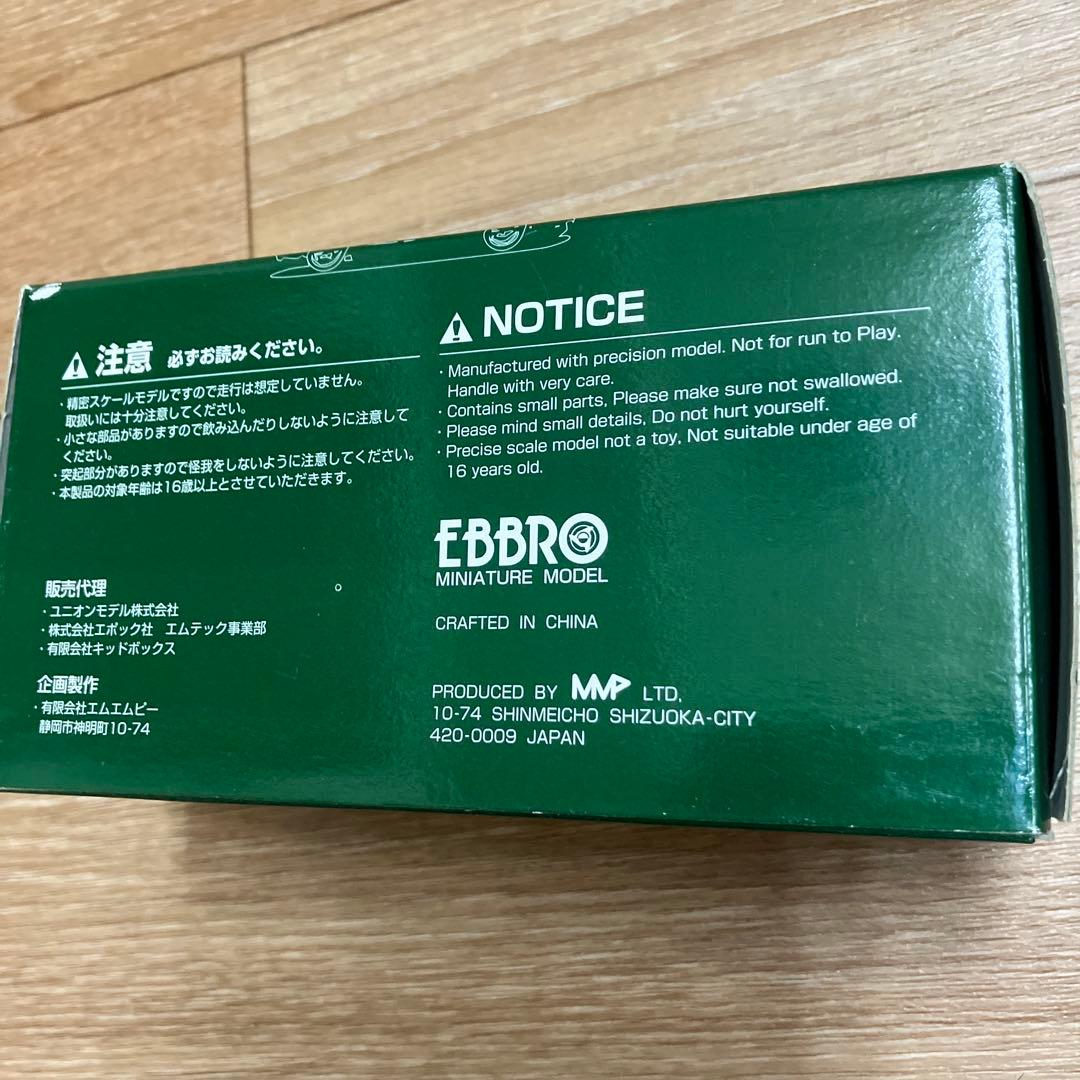 注意 必ずお読みください。
・精密スケールモデルですので走行は想定していません。
取扱いには十分注意してください。
・小さな部品がありますので飲み込んだりしないように注意して
ください。
・突起部分がありますので怪我をしないように注意してください。
・本製品の対象年齢は16歳以上とさせていただきます。
販売代理
・ユニオンモデル株式会社
・株式会社エポック社 エムテック事業部
・有限会社キッドボックス
企画製作
・有限会社エムエムピー
静岡市神明町10-74
NOTICE
・Manufactured with precision model. Not for run to Play.
Handle with very care.
・Contains small parts, Please make sure not swallowed.
・Please mind small details, Do not hurt yourself.
・Precise scale model not a toy, Not suitable under age of
16 years old.
EBBRO
MINIATURE MODEL
CRAFTED IN CHINA
PRODUCED BY MMP LTD.
10-74 SHINMEICHO SHIZUOKA-CITY
420-0009 JAPAN